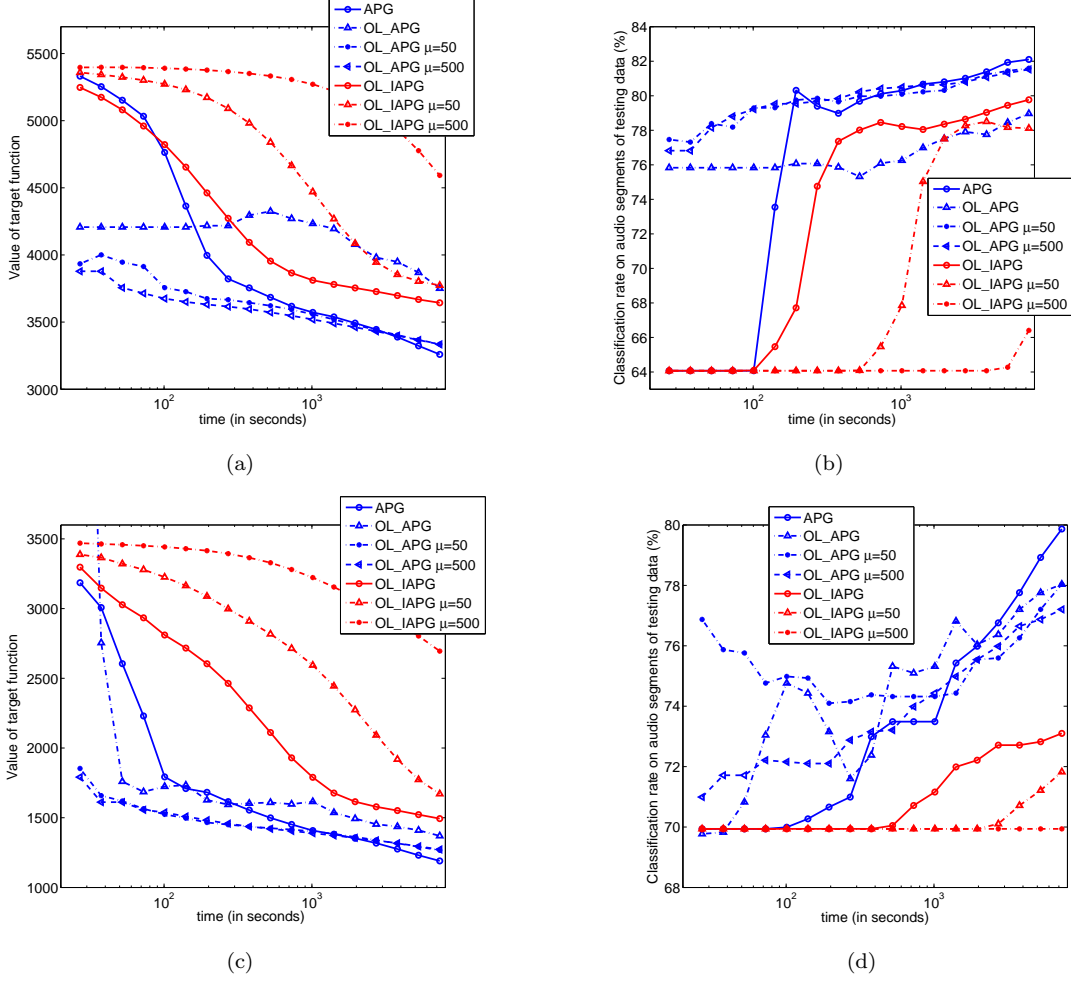 APG
OL_APG
OL_APG μ=50
OL_APG μ=500
OL_IAPG
OL_IAPG μ=50
OL_IAPG μ=500
5500
5000
4500
4000
3500
3000
Value of target function
10^2
10^3
time (in seconds)
(a)
82
80
78
76
74
72
70
68
66
64
Classification rate on audio segments of testing data (%)
APG
OL_APG
OL_APG μ=50
OL_APG μ=500
OL_IAPG
OL_IAPG μ=50
OL_IAPG μ=500
10^2
10^3
time (in seconds)
(b)
APG
OL_APG
OL_APG μ=50
OL_APG μ=500
OL_IAPG
OL_IAPG μ=50
OL_IAPG μ=500
3500
3000
2500
2000
1500
1000
Value of target function
10^2
10^3
time (in seconds)
(c)
APG
OL_APG
OL_APG μ=50
OL_APG μ=500
OL_IAPG
OL_IAPG μ=50
OL_IAPG μ=500
80
78
76
74
72
70
68
Classification rate on audio segments of testing data (%)
10^2
10^3
time (in seconds)
(d)